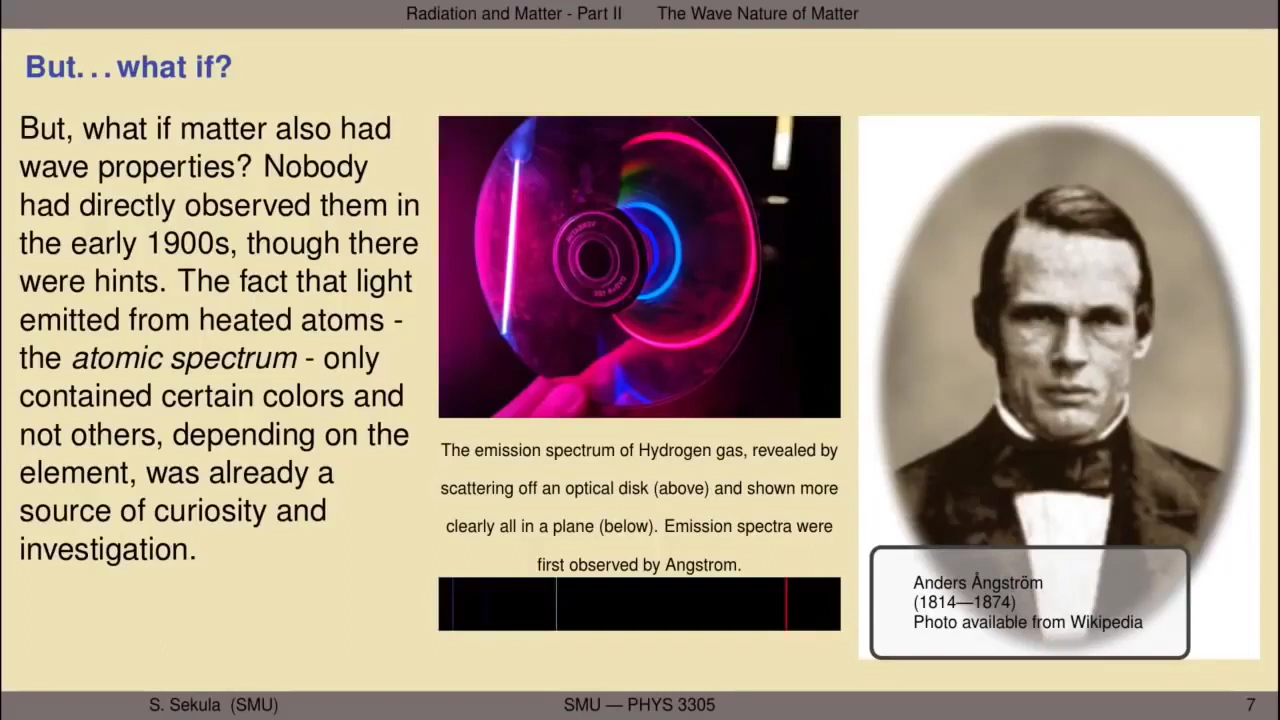 Radiation and Matter - Part II The Wave Nature of Matter
But...what if?
But, what if matter also had
wave properties? Nobody
had directly observed them in
the early 1900s, though there
were hints. The fact that light
emitted from heated atoms -
the atomic spectrum - only
contained certain colors and
not others, depending on the
element, was already a
source of curiosity and
investigation.
The emission spectrum of Hydrogen gas, revealed by
scattering off an optical disk (above) and shown more
clearly all in a plane (below). Emission spectra were
first observed by Angstrom.
Anders Ångström
(1814—1874)
Photo available from Wikipedia
S. Sekula (SMU) SMU — PHYS 3305 7